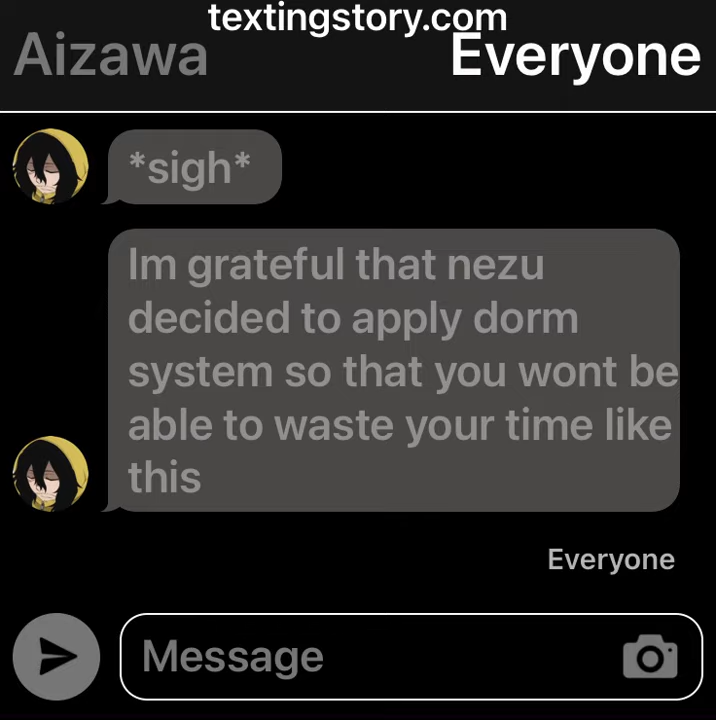 textingstory.com
Aizawa
Everyone
*sigh*
Im grateful that nezu
decided to apply dorm
system so that you wont be
able to waste your time like
this
Everyone
Message